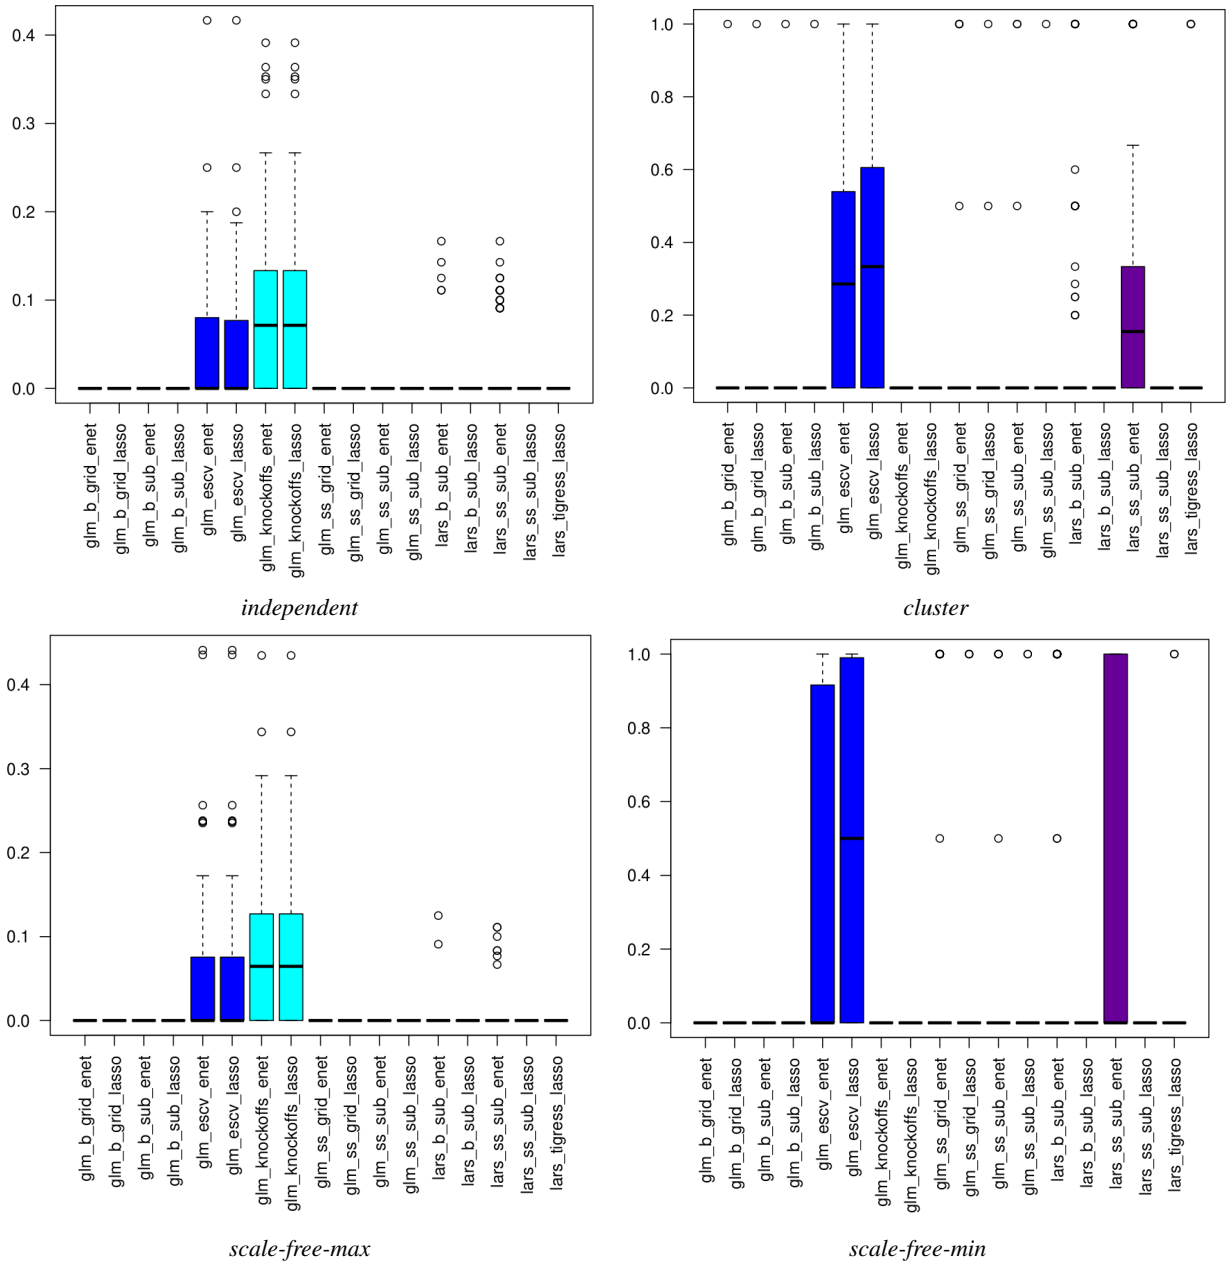 0.4
0.3
0.2
0.1
0.0
glm_b_grid_enet
glm_b_grid_lasso
glm_b_sub_enet
glm_b_sub_lasso
glm_escv_enet
glm_escv_lasso
glm_knockoffs_enet
glm_knockoffs_lasso
glm_ss_grid_enet
glm_ss_grid_lasso
glm_ss_sub_enet
glm_ss_sub_lasso
lars_b_sub_enet
lars_b_sub_lasso
lars_ss_sub_enet
lars_ss_sub_lasso
lars_tigress_lasso
independent
1.0
0.8
0.6
0.4
0.2
0.0
glm_b_grid_enet
glm_b_grid_lasso
glm_b_sub_enet
glm_b_sub_lasso
glm_escv_enet
glm_escv_lasso
glm_knockoffs_enet
glm_knockoffs_lasso
glm_ss_grid_enet
glm_ss_grid_lasso
glm_ss_sub_enet
glm_ss_sub_lasso
lars_b_sub_enet
lars_b_sub_lasso
lars_ss_sub_enet
lars_ss_sub_lasso
lars_tigress_lasso
cluster
0.4
0.3
0.2
0.1
0.0
glm_b_grid_enet
glm_b_grid_lasso
glm_b_sub_enet
glm_b_sub_lasso
glm_escv_enet
glm_escv_lasso
glm_knockoffs_enet
glm_knockoffs_lasso
glm_ss_grid_enet
glm_ss_grid_lasso
glm_ss_sub_enet
glm_ss_sub_lasso
lars_b_sub_enet
lars_b_sub_lasso
lars_ss_sub_enet
lars_ss_sub_lasso
lars_tigress_lasso
scale-free-max
1.0
0.8
0.6
0.4
0.2
0.0
glm_b_grid_enet
glm_b_grid_lasso
glm_b_sub_enet
glm_b_sub_lasso
glm_escv_enet
glm_escv_lasso
glm_knockoffs_enet
glm_knockoffs_lasso
glm_ss_grid_enet
glm_ss_grid_lasso
glm_ss_sub_enet
glm_ss_sub_lasso
lars_b_sub_enet
lars_b_sub_lasso
lars_ss_sub_enet
lars_ss_sub_lasso
lars_tigress_lasso
scale-free-min